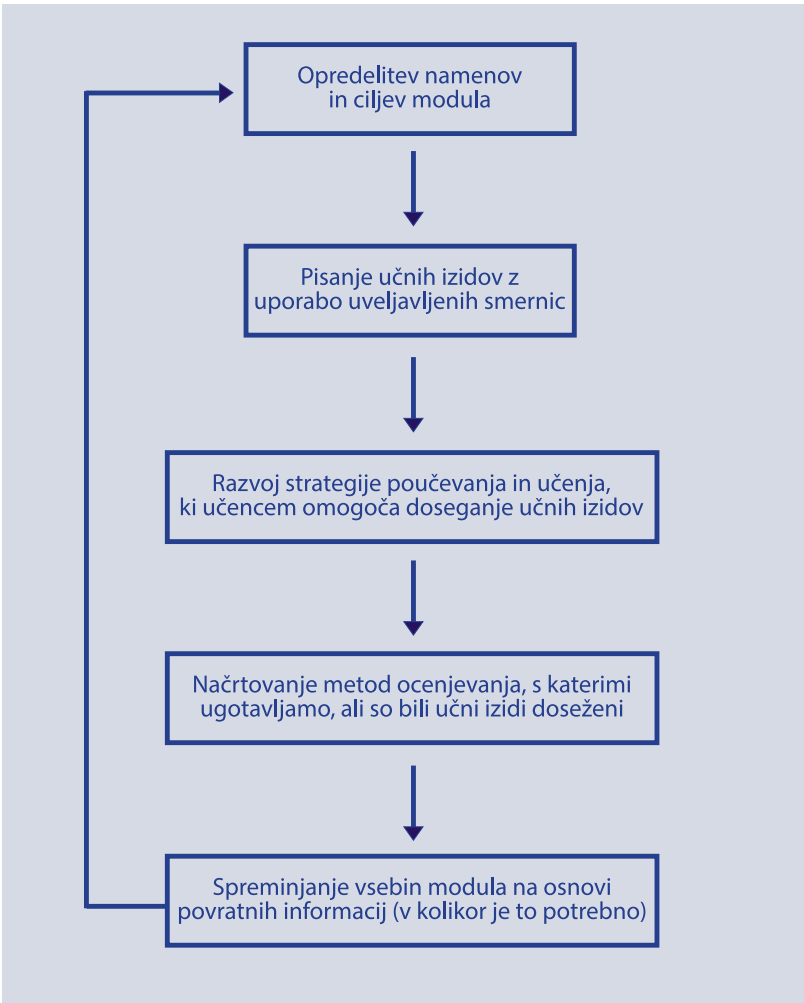 Opredelitev namenov
in ciljev modula
Pisanje učnih izidov z
uporabo uveljavljenih smernic
Razvoj strategije poučevanja in učenja,
ki učencem omogoča doseganje učnih izidov
Načrtovanje metod ocenjevanja, s katerimi
ugotavljamo, ali so bili učni izidi doseženi
Spreminjanje vsebin modula na osnovi
povratnih informacij (v kolikor je to potrebno)